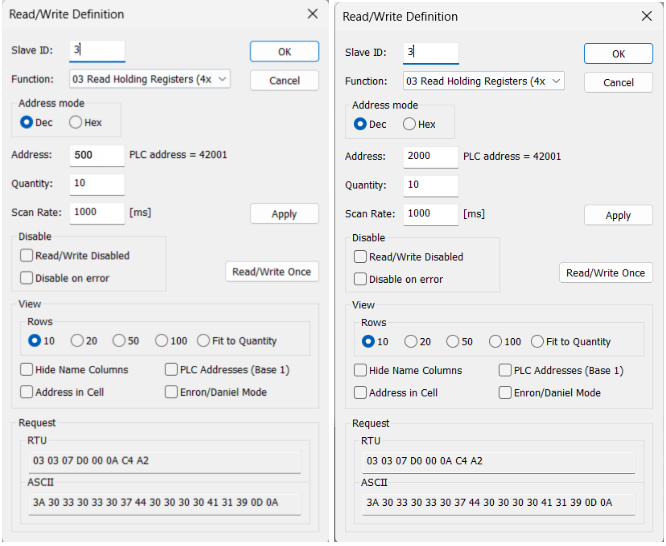 Read/Write Definition
Slave ID: 3 OK
Function: 03 Read Holding Registers (4x Cancel
Address mode
Dec Hex
Address: 500 PLC address = 42001
Quantity: 10
Scan Rate: 1000 [ms] Apply
Disable
Read/Write Disabled
Disable on error
Read/Write Once
View
Rows
10 20 50 100 Fit to Quantity
Hide Name Columns PLC Addresses (Base 1)
Address in Cell Enron/Daniel Mode
Request
RTU
03 03 07 D0 00 0A C4 A2
ASCII
3A 30 33 30 33 30 37 44 30 30 30 30 41 31 39 0D 0A
Read/Write Definition
Slave ID: 3 OK
Function: 03 Read Holding Registers (4x Cancel
Address mode
Dec Hex
Address: 2000 PLC address = 42001
Quantity: 10
Scan Rate: 1000 [ms] Apply
Disable
Read/Write Disabled
Disable on error
Read/Write Once
View
Rows
10 20 50 100 Fit to Quantity
Hide Name Columns PLC Addresses (Base 1)
Address in Cell Enron/Daniel Mode
Request
RTU
03 03 07 D0 00 0A C4 A2
ASCII
3A 30 33 30 33 30 37 44 30 30 30 30 41 31 39 0D 0A